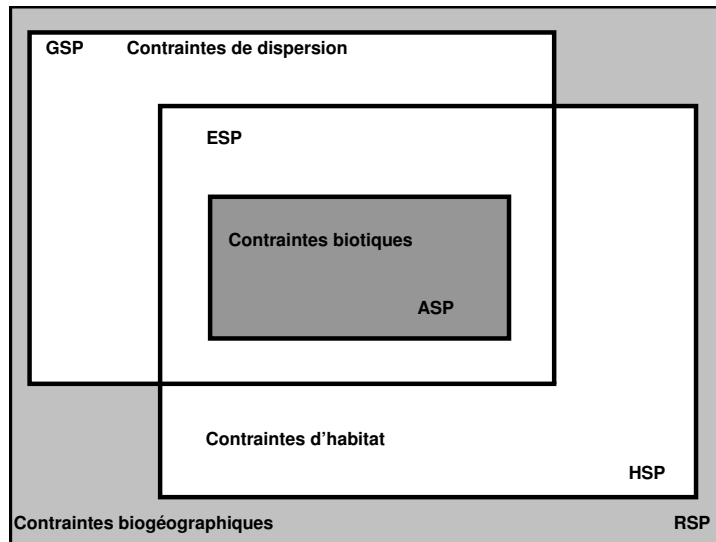 GSP Contraintes de dispersion
ESP
Contraintes biotiques
ASP
Contraintes d'habitat
HSP
Contraintes biogéographiques RSP